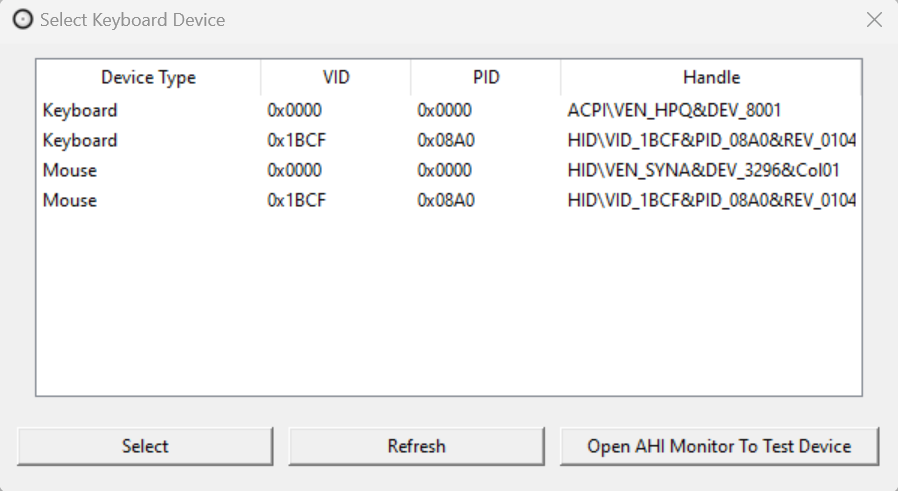 Select Keyboard Device
Device Type VID PID Handle
Keyboard 0x0000 0x0000 ACPI\VEN_HPQ&DEV_8001
Keyboard 0x1BCF 0x08A0 HID\VID_1BCF&PID_08A0&REV_0104
Mouse 0x0000 0x0000 HID\VEN_SYNA&DEV_3296&Col01
Mouse 0x1BCF 0x08A0 HID\VID_1BCF&PID_08A0&REV_0104
Select Refresh Open AHI Monitor To Test Device